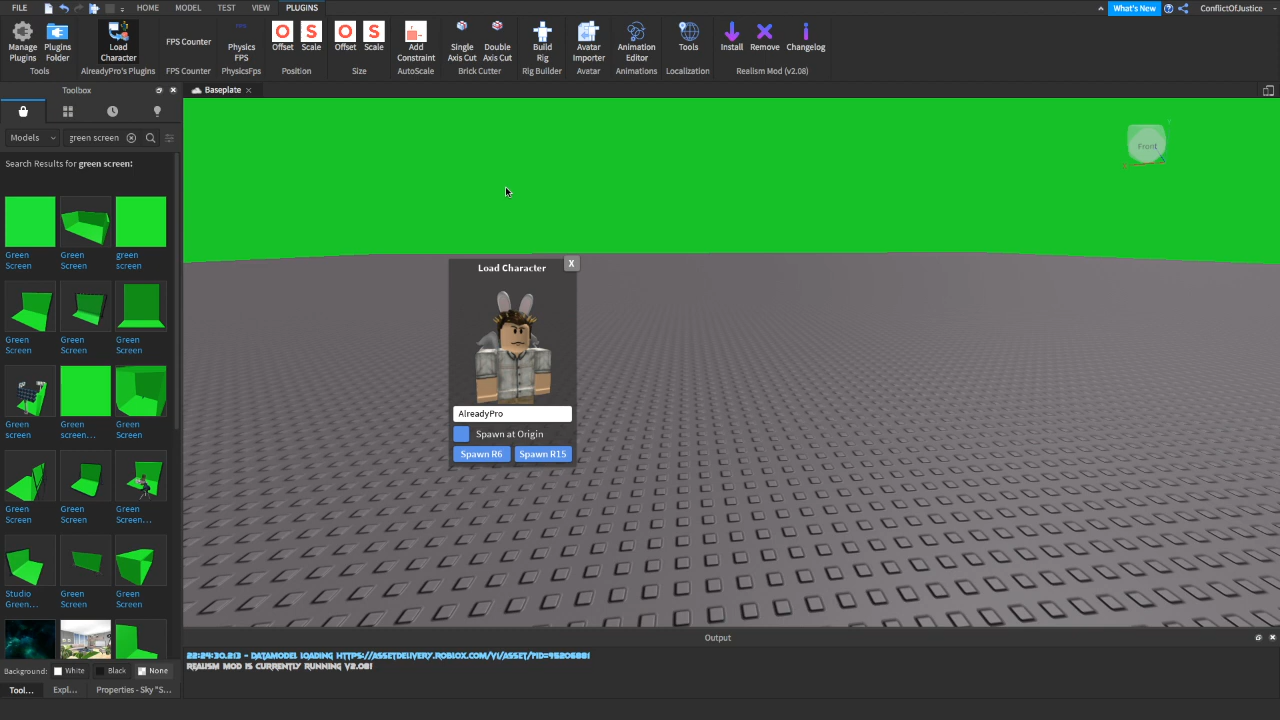 FILE HOME MODEL TEST VIEW PLUGINS What's New ConflictOfJustice
Manage Plugins
Plugins Folder
Tools
Load Character
AlreadyPro's Plugins
FPS Counter
FPS Counter
FPS
Physics FPS
PhysicsFps
Offset Scale
Position
Offset Scale
Size
Add Constraint
AutoScale
Single Axis Cut
Double Axis Cut
Brick Cutter
Build Rig
Rig Builder
Avatar Importer
Avatar
Animation Editor
Animations
Tools
Localization
Install Remove Changelog
Realism Mod (v2.08)
Toolbox
Baseplate
Models green screen
Search Results for green screen:
Green Screen
Green Screen
green screen
Green Screen
Green Screen
Green Screen
Green screen
Green screen...
Green Screen
Green Screen
Green Screen
Green Screen...
Studio Green...
Green Screen
Green Screen
Background: White Black None
Tool... Expl... Properties - Sky "S...
Front
Load Character
X
AlreadyPro
Spawn at Origin
Spawn R6 Spawn R15
Output
22:24:30.213 - DATAMODEL LOADING HTTPS://ASSETDELIVERY.ROBLOX.COM/V1/ASSET/?ID=45206881
REALISM MOD IS CURRENTLY RUNNING V2.08!